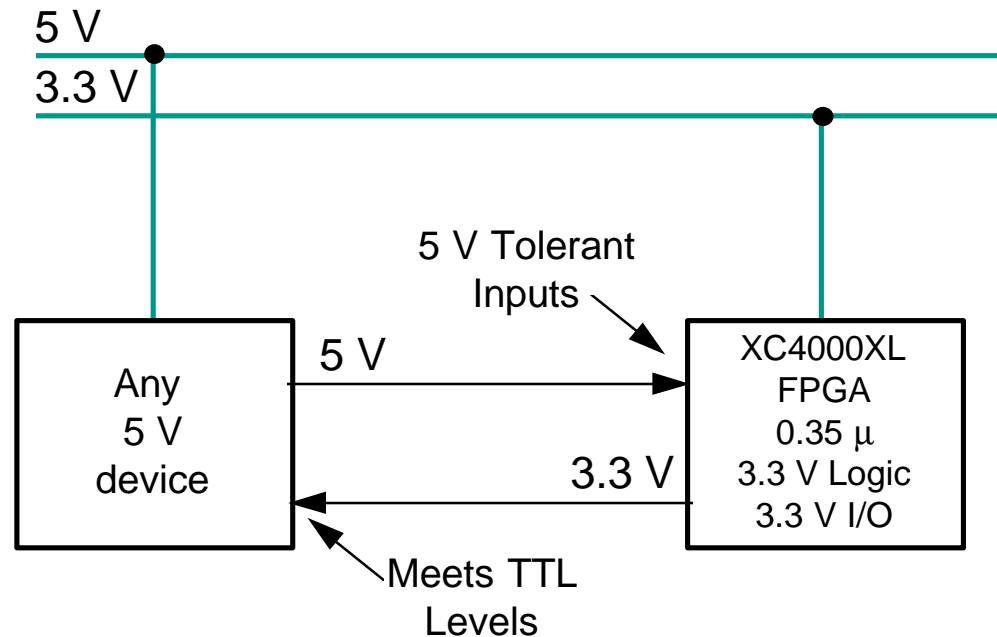 5 V
3.3 V
5 V Tolerant
Inputs
Any
5 V
device
5 V
3.3 V
XC4000XL
FPGA
0.35 μ
3.3 V Logic
3.3 V I/O
Meets TTL
Levels